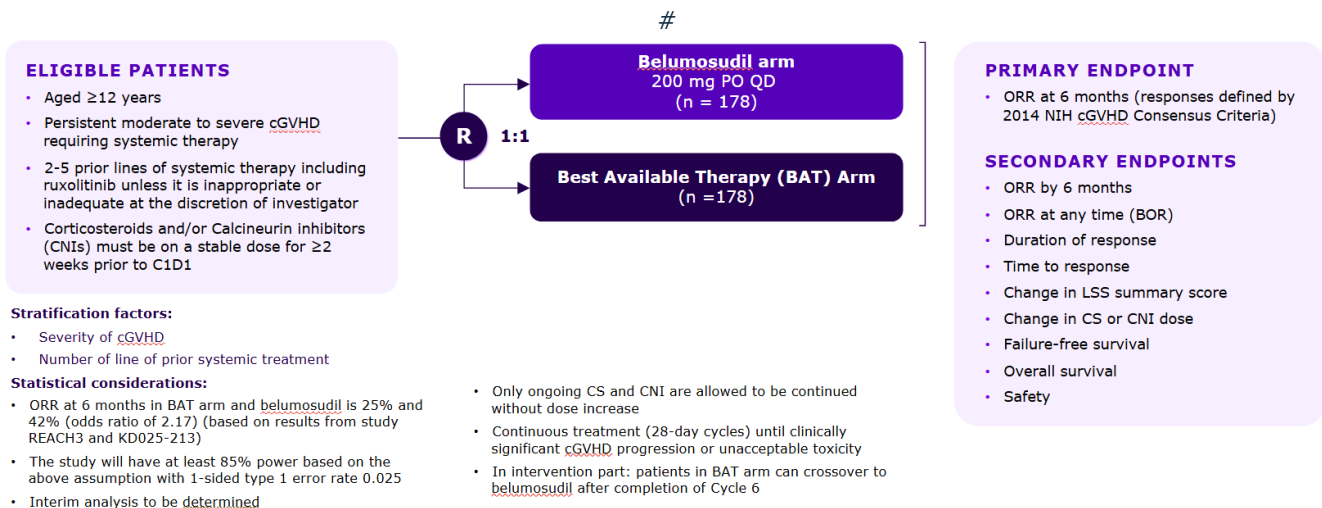 #
ELIGIBLE PATIENTS
• Aged ≥12 years
• Persistent moderate to severe cGVHD
requiring systemic therapy
• 2-5 prior lines of systemic therapy including
ruxolitinib unless it is inappropriate or
inadequate at the discretion of investigator
• Corticosteroids and/or Calcineurin inhibitors
(CNIs) must be on a stable dose for ≥2
weeks prior to C1D1
R
1:1
Belumosudil arm
200 mg PO QD
(n = 178)
Best Available Therapy (BAT) Arm
(n =178)
PRIMARY ENDPOINT
• ORR at 6 months (responses defined by
2014 NIH cGVHD Consensus Criteria)
SECONDARY ENDPOINTS
• ORR by 6 months
• ORR at any time (BOR)
• Duration of response
• Time to response
• Change in LSS summary score
• Change in CS or CNI dose
• Failure-free survival
• Overall survival
• Safety
Stratification factors:
• Severity of cGVHD
• Number of line of prior systemic treatment
Statistical considerations:
• ORR at 6 months in BAT arm and belumosudil is 25% and
42% (odds ratio of 2.17) (based on results from study
REACH3 and KD025-213)
• The study will have at least 85% power based on the
above assumption with 1-sided type 1 error rate 0.025
• Interim analysis to be determined
• Only ongoing CS and CNI are allowed to be continued
without dose increase
• Continuous treatment (28-day cycles) until clinically
significant cGVHD progression or unacceptable toxicity
• In intervention part: patients in BAT arm can crossover to
belumosudil after completion of Cycle 6